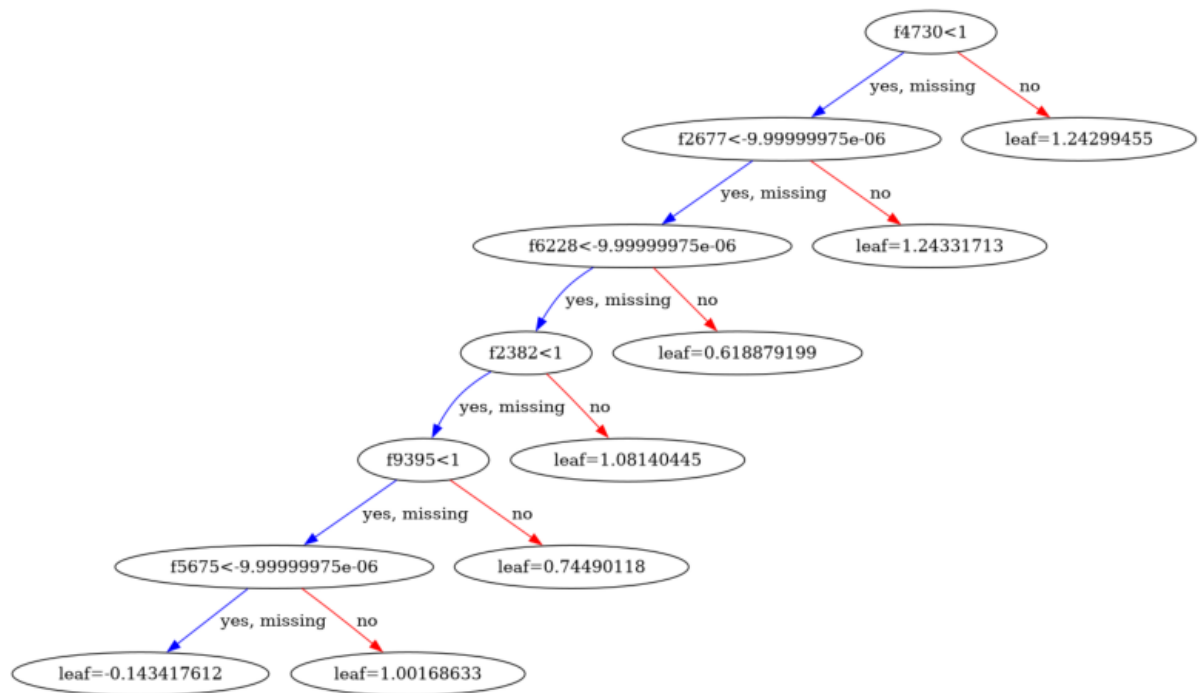 f4730<1
yes, missing
no
f2677<-9.99999975e-06
leaf=1.24299455
yes, missing
no
f6228<-9.99999975e-06
leaf=1.24331713
yes, missing
no
f2382<1
leaf=0.618879199
yes, missing
no
f9395<1
leaf=1.08140445
yes, missing
no
f5675<-9.99999975e-06
leaf=0.74490118
yes, missing
no
leaf=-0.143417612
leaf=1.00168633